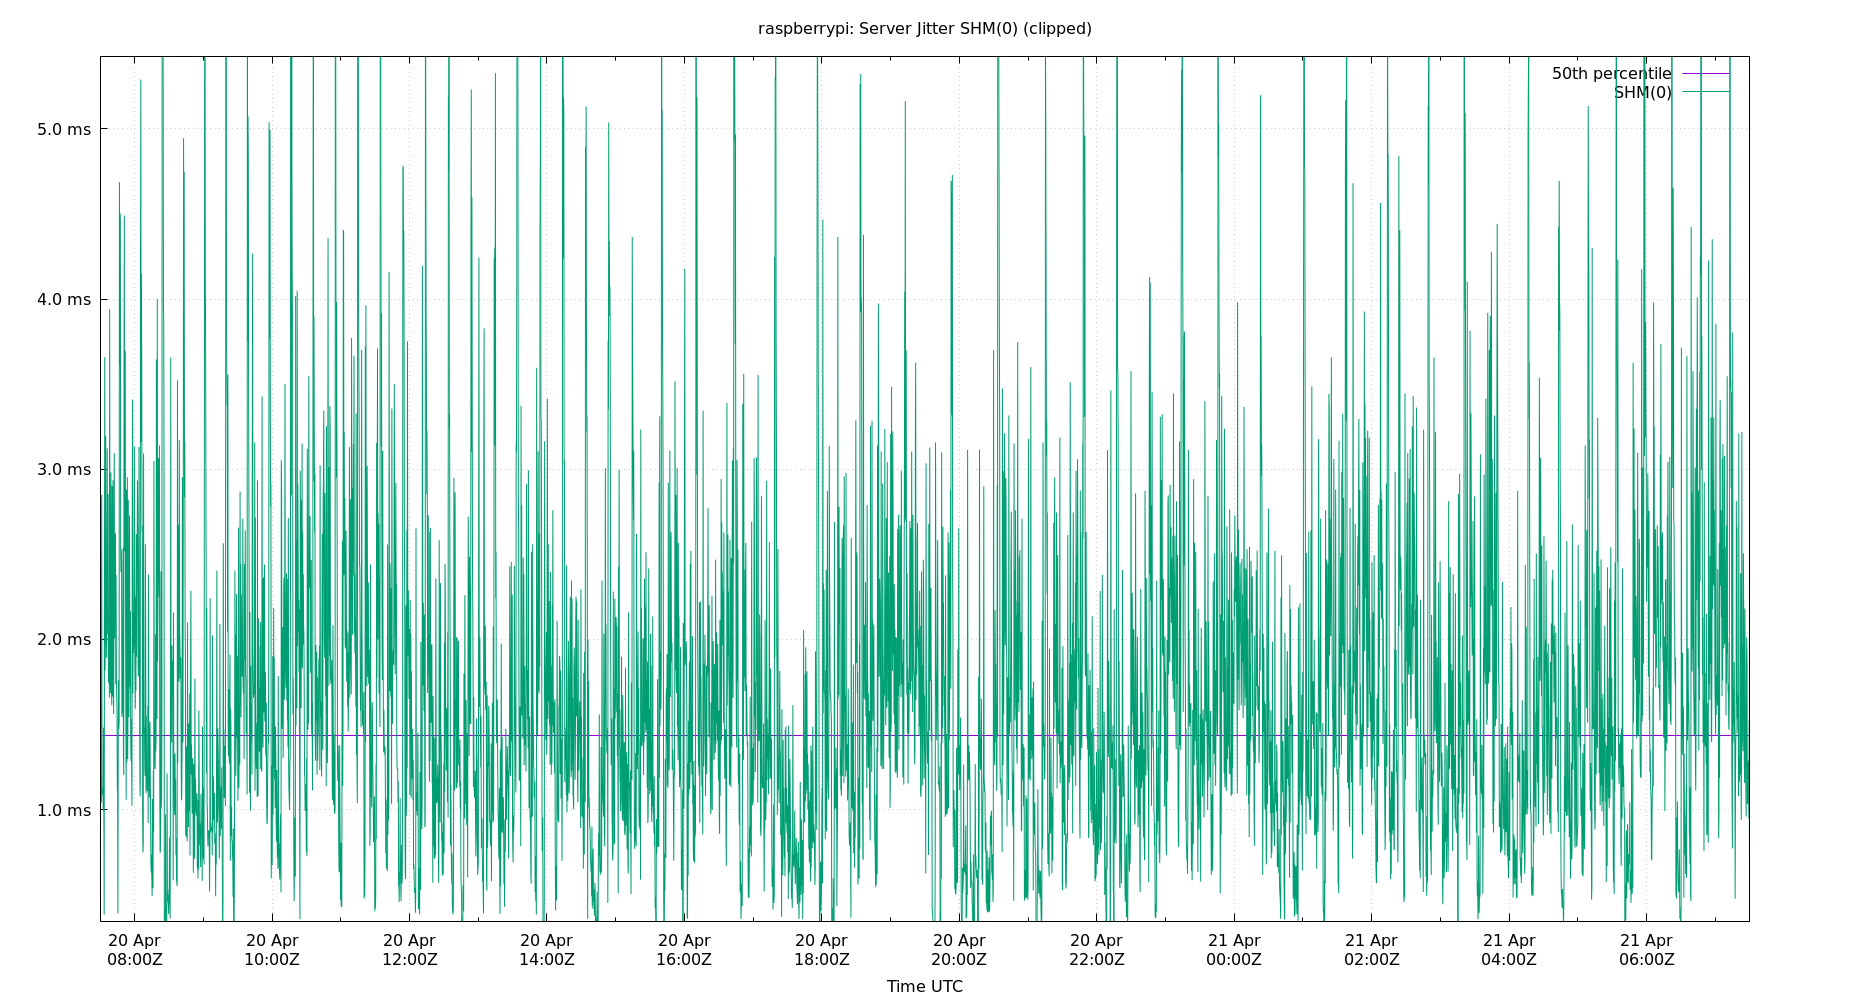 raspberrypi: Server Jitter SHM(0) (clipped)
50th percentile
SHM(0)
5.0 ms
4.0 ms
3.0 ms
2.0 ms
1.0 ms
20 Apr 20 Apr 20 Apr 20 Apr 20 Apr 20 Apr 20 Apr 20 Apr 21 Apr 21 Apr 21 Apr 21 Apr
08:00Z 10:00Z 12:00Z 14:00Z 16:00Z 18:00Z 20:00Z 22:00Z 00:00Z 02:00Z 04:00Z 06:00Z
Time UTC